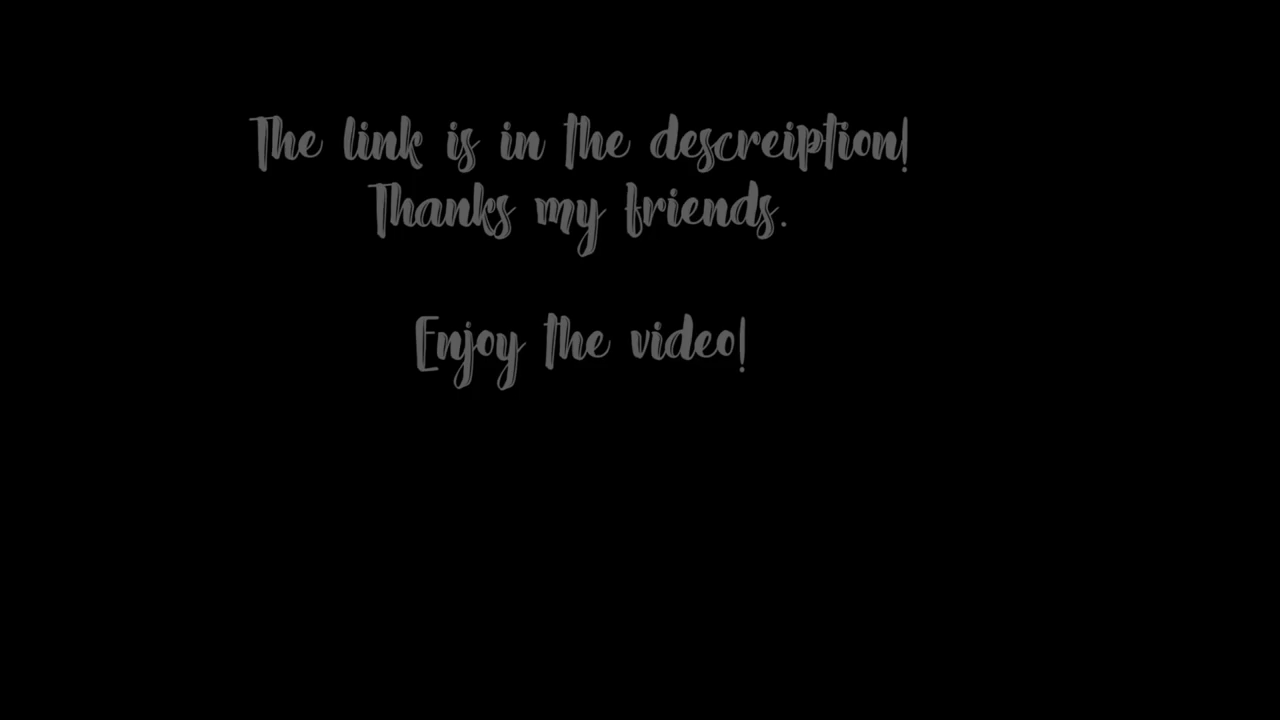 The link is in the descreiption!
Thanks my friends.
Enjoy the video!